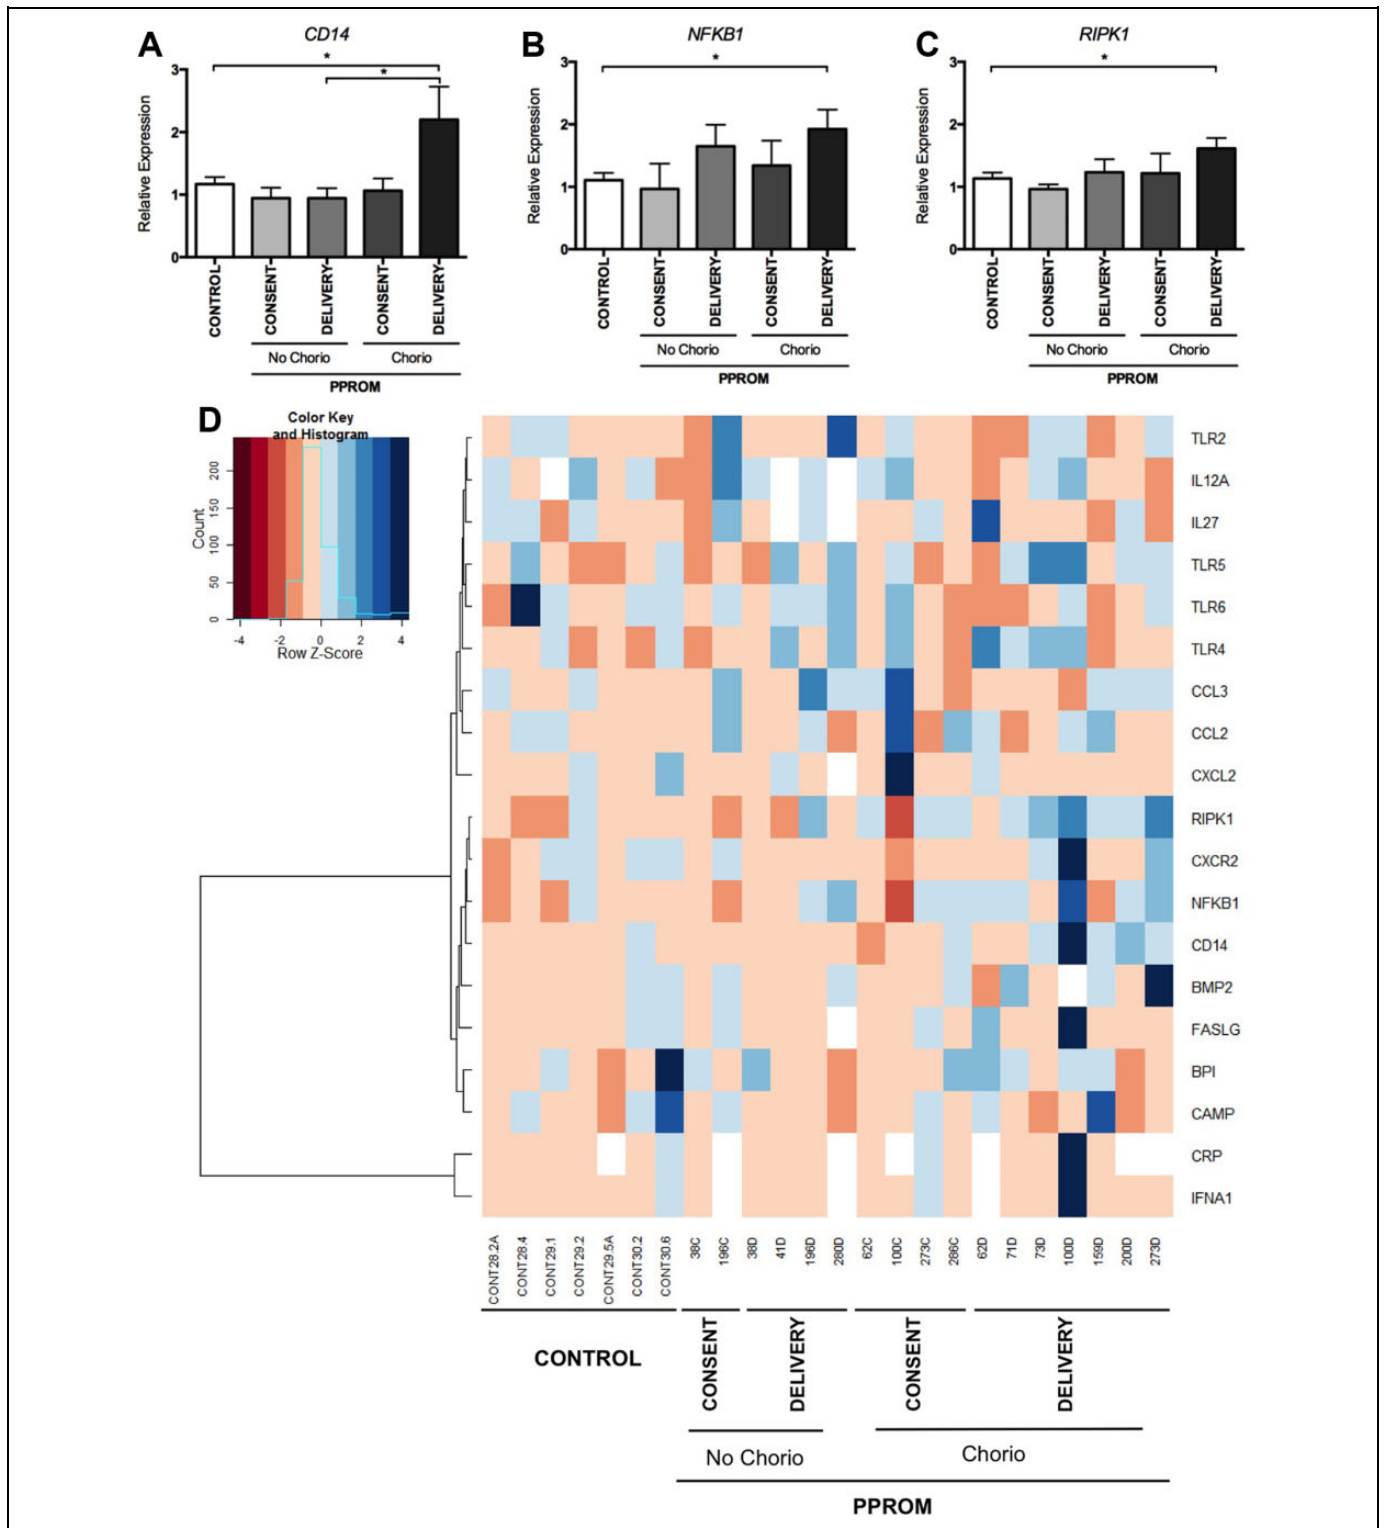 A
CD14
*
*
Relative Expression
3
2
1
0
CONTROL
CONSENT
DELIVERY
CONSENT
DELIVERY
No Chorio
Chorio
PPROM
B
NFKB1
*
Relative Expression
3
2
1
0
CONTROL
CONSENT
DELIVERY
CONSENT
DELIVERY
No Chorio
Chorio
PPROM
C
RIPK1
*
Relative Expression
3
2
1
0
CONTROL
CONSENT
DELIVERY
CONSENT
DELIVERY
No Chorio
Chorio
PPROM
D
Color Key
and Histogram
Count
200
150
100
50
0
-4 -2 0 2 4
Row Z-Score
TLR2
IL12A
IL27
TLR5
TLR6
TLR4
CCL3
CCL2
CXCL2
RIPK1
CXCR2
NFKB1
CD14
BMP2
FASLG
BPI
CAMP
CRP
IFNA1
CONT28.2A
CONT28.4
CONT29.1
CONT29.2
CONT29.5A
CONT30.2
CONT30.6
38C
196C
38D
41D
196D
280D
62C
100C
273C
286C
62D
71D
73D
100D
159D
200D
273D
CONTROL
CONSENT
DELIVERY
CONSENT
DELIVERY
No Chorio
Chorio
PPROM